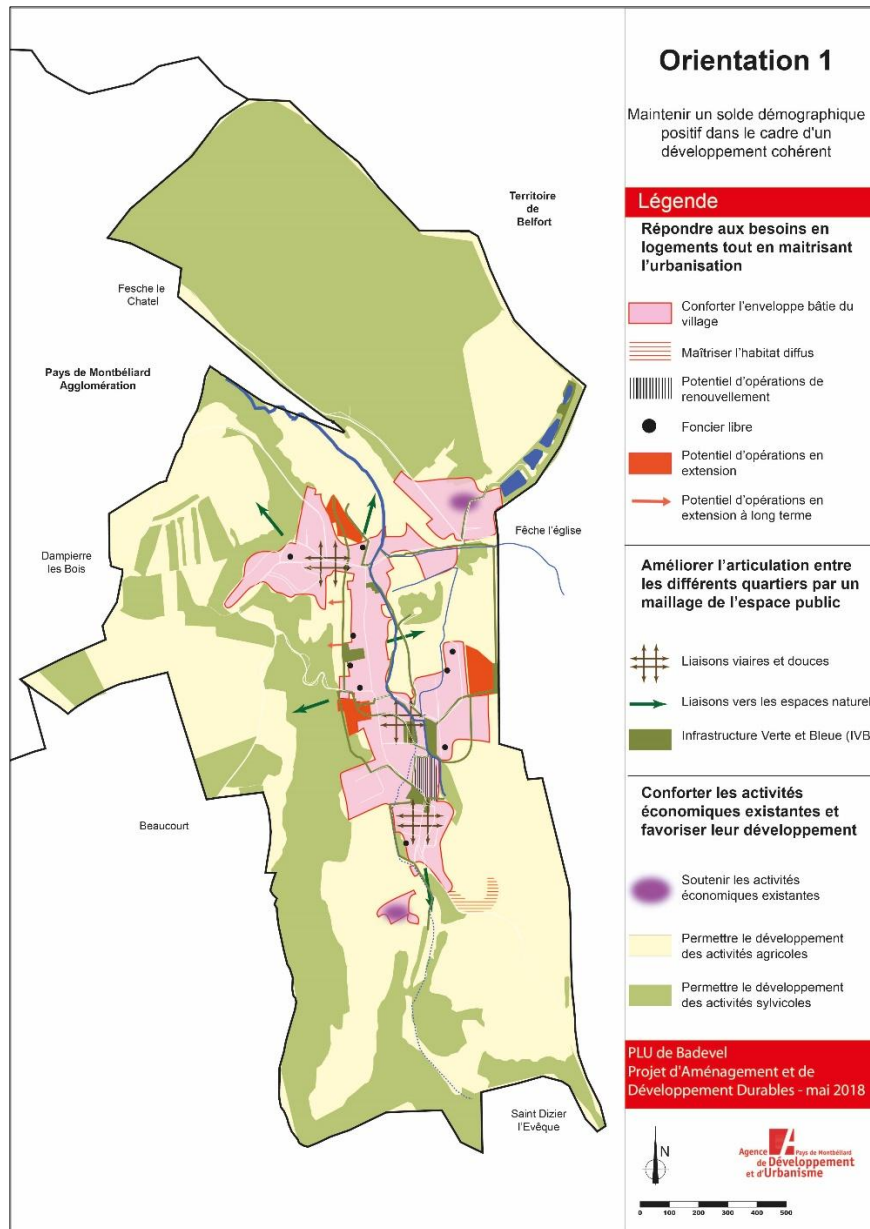 Orientation 1
Maintenir un solde démographique
positif dans le cadre d'un
développement cohérent
Légende
Répondre aux besoins en
logements tout en maitrisant
l'urbanisation
Conforter l'enveloppe bâtie du
village
Maîtriser l'habitat diffus
Potentiel d'opérations de
renouvellement
Foncier libre
Potentiel d'opérations en
extension
Potentiel d'opérations en
extension à long terme
Améliorer l'articulation entre
les différents quartiers par un
maillage de l'espace public
Liaisons viaires et douces
Liaisons vers les espaces naturel
Infrastructure Verte et Bleue (IVB
Conforter les activités
économiques existantes et
favoriser leur développement
Soutenir les activités
économiques existantes
Permettre le développement
des activités agricoles
Permettre le développement
des activités sylvicoles
PLU de Badevel
Projet d'Aménagement et de
Développement Durables - mai 2018
N
Agence Pays de Montbéliard
de Développement
et d'Urbanisme
0 100 200 300 400 500
Territoire
de
Belfort
Fesche le
Chatel
Pays de Montbéliard
Agglomération
Fêche l'église
Dampierre
les Bois
Beaucourt
Saint Dizier
l'Evêque